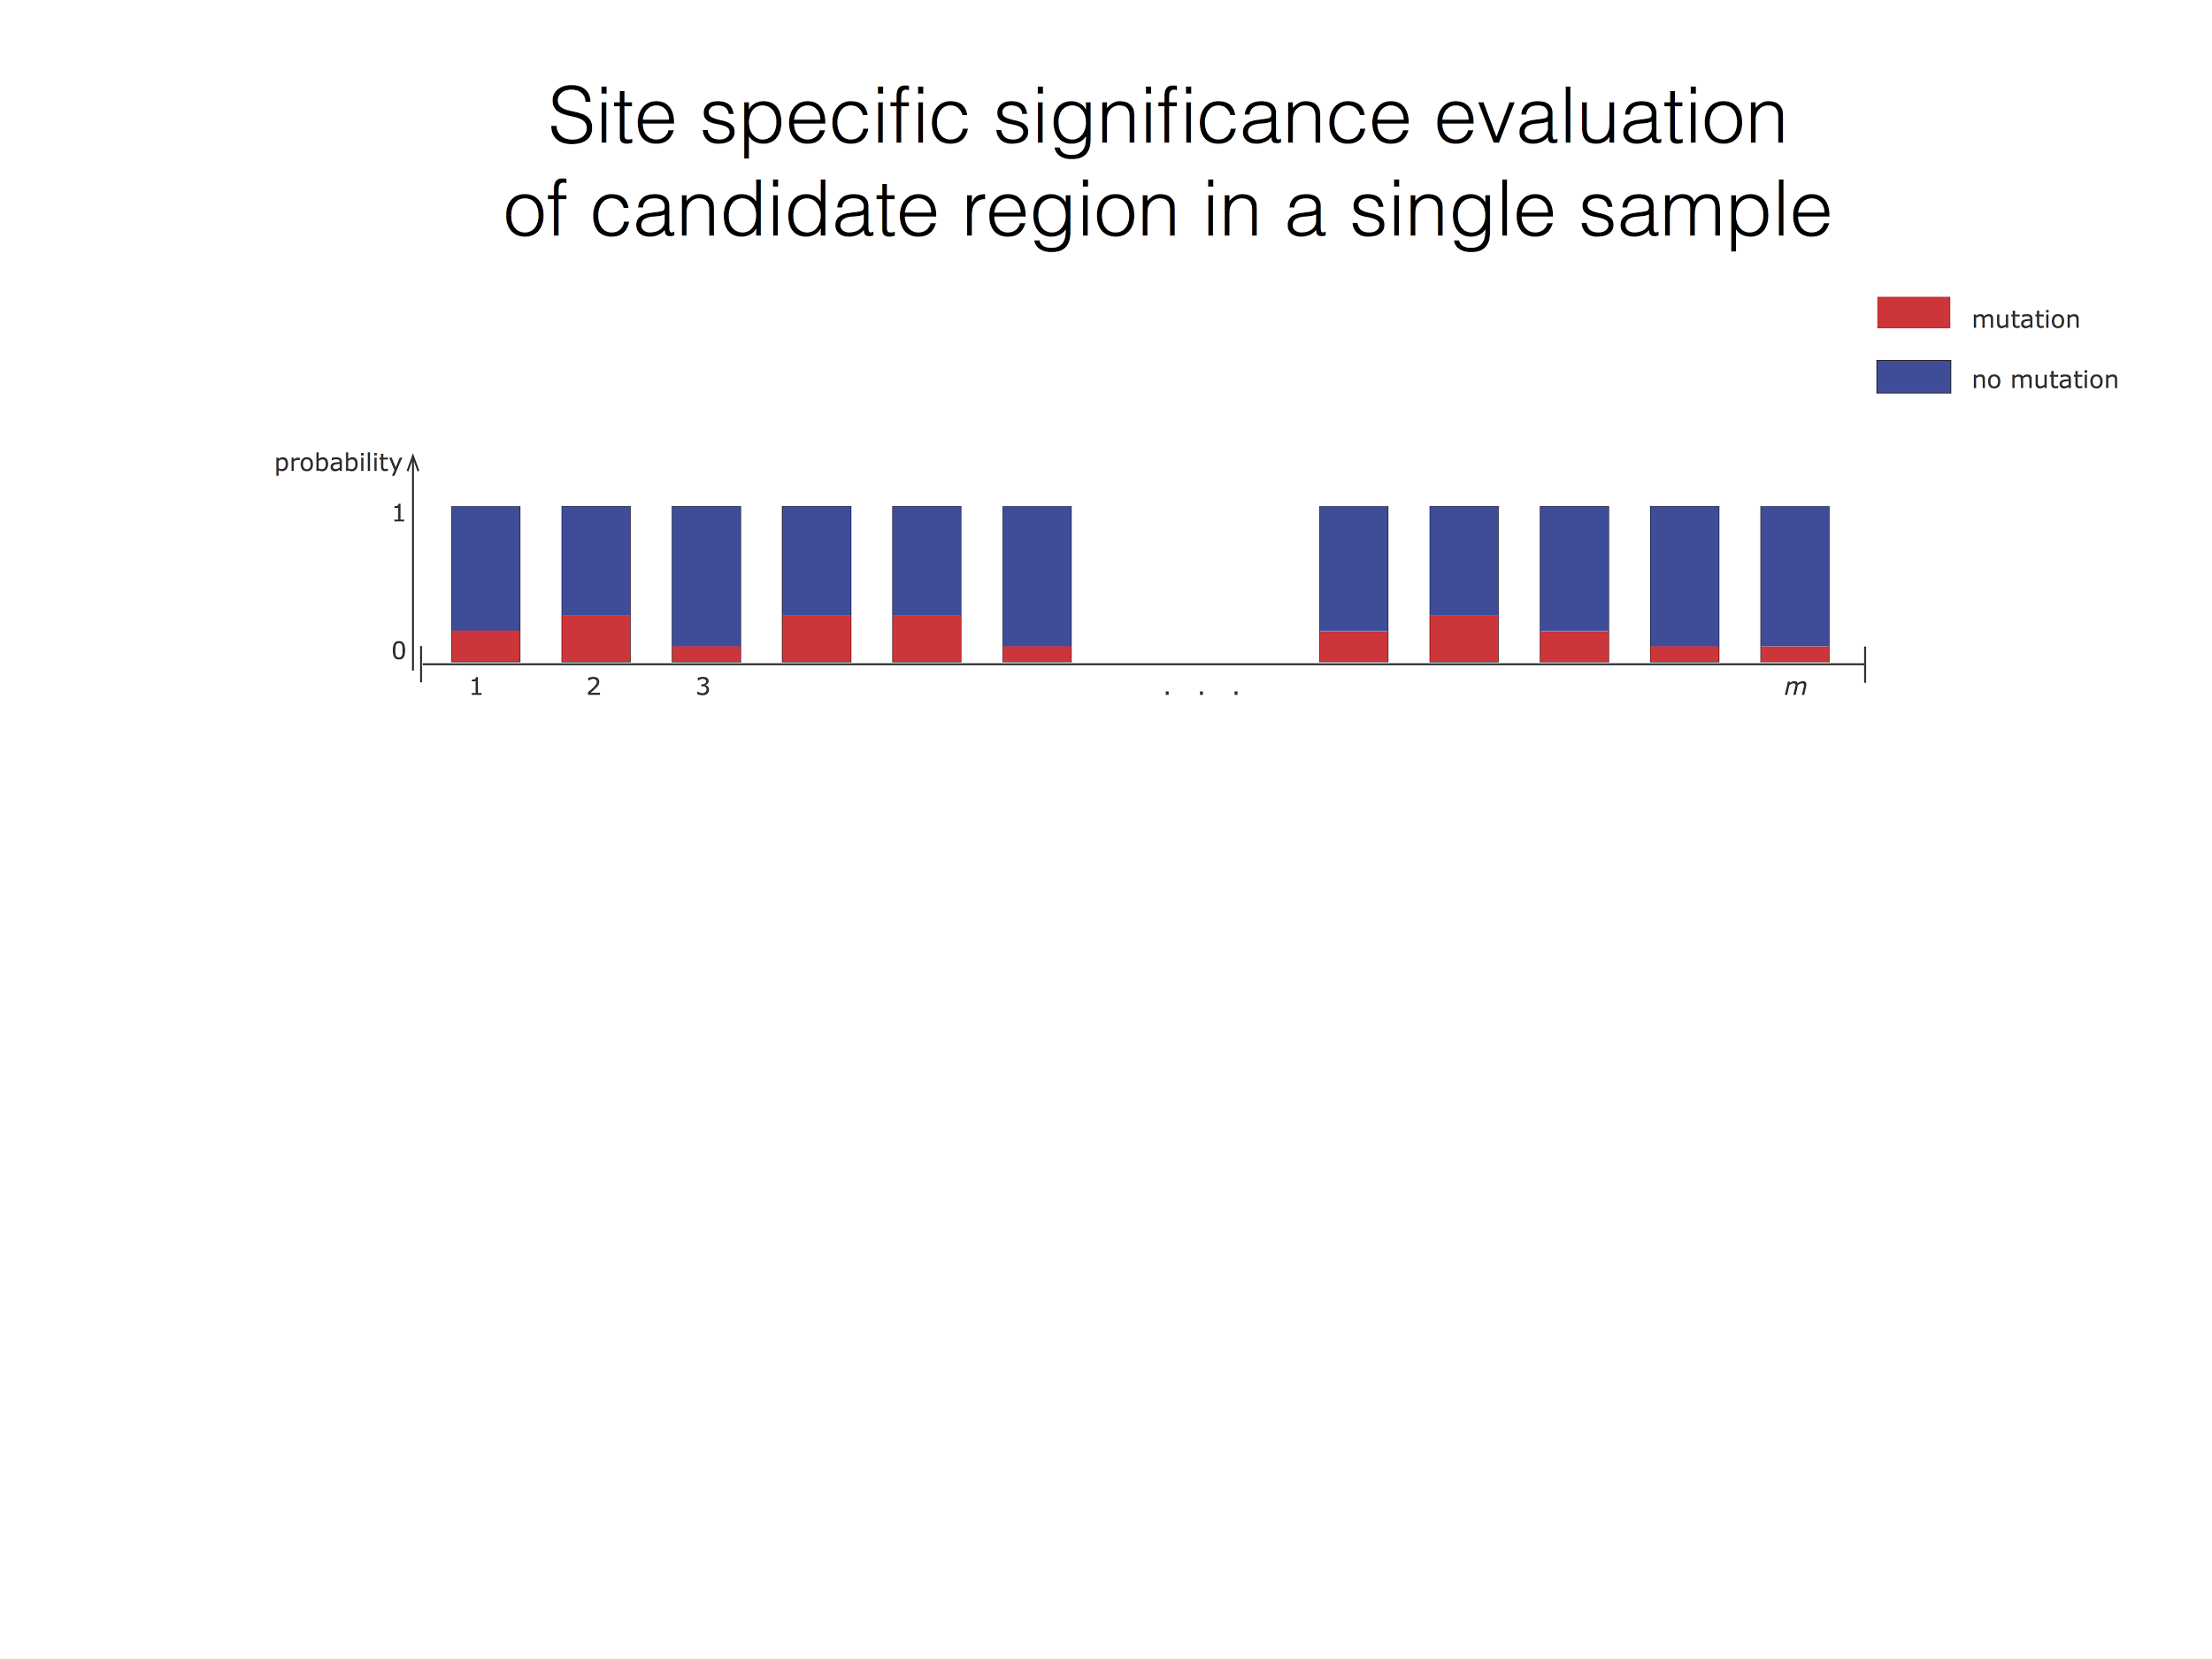 Site specific significance evaluation
of candidate region in a single sample
mutation
no mutation
probability
1
0
1 2 3 . . . m